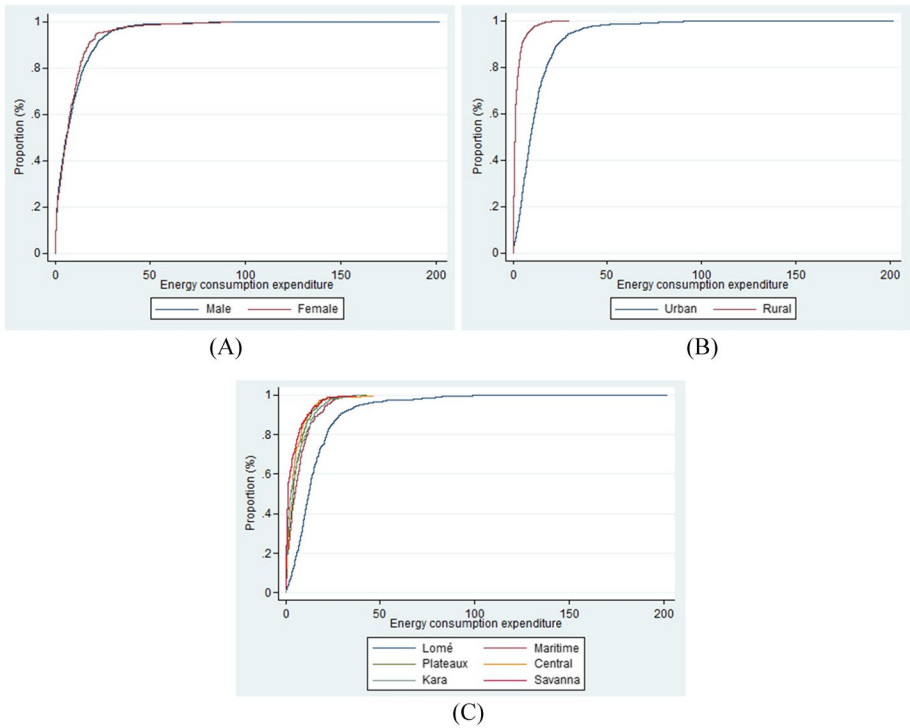 1
.8
.6
.4
.2
0
Proportion (%)
0 50 100 150 200
Energy consumption expenditure
Male Female
(A)
1
.8
.6
.4
.2
0
Proportion (%)
0 50 100 150 200
Energy consumption expenditure
Urban Rural
(B)
1
.8
.6
.4
.2
0
Proportion (%)
0 50 100 150 200
Energy consumption expenditure
Lomé Maritime
Plateaux Central
Kara Savanna
(C)